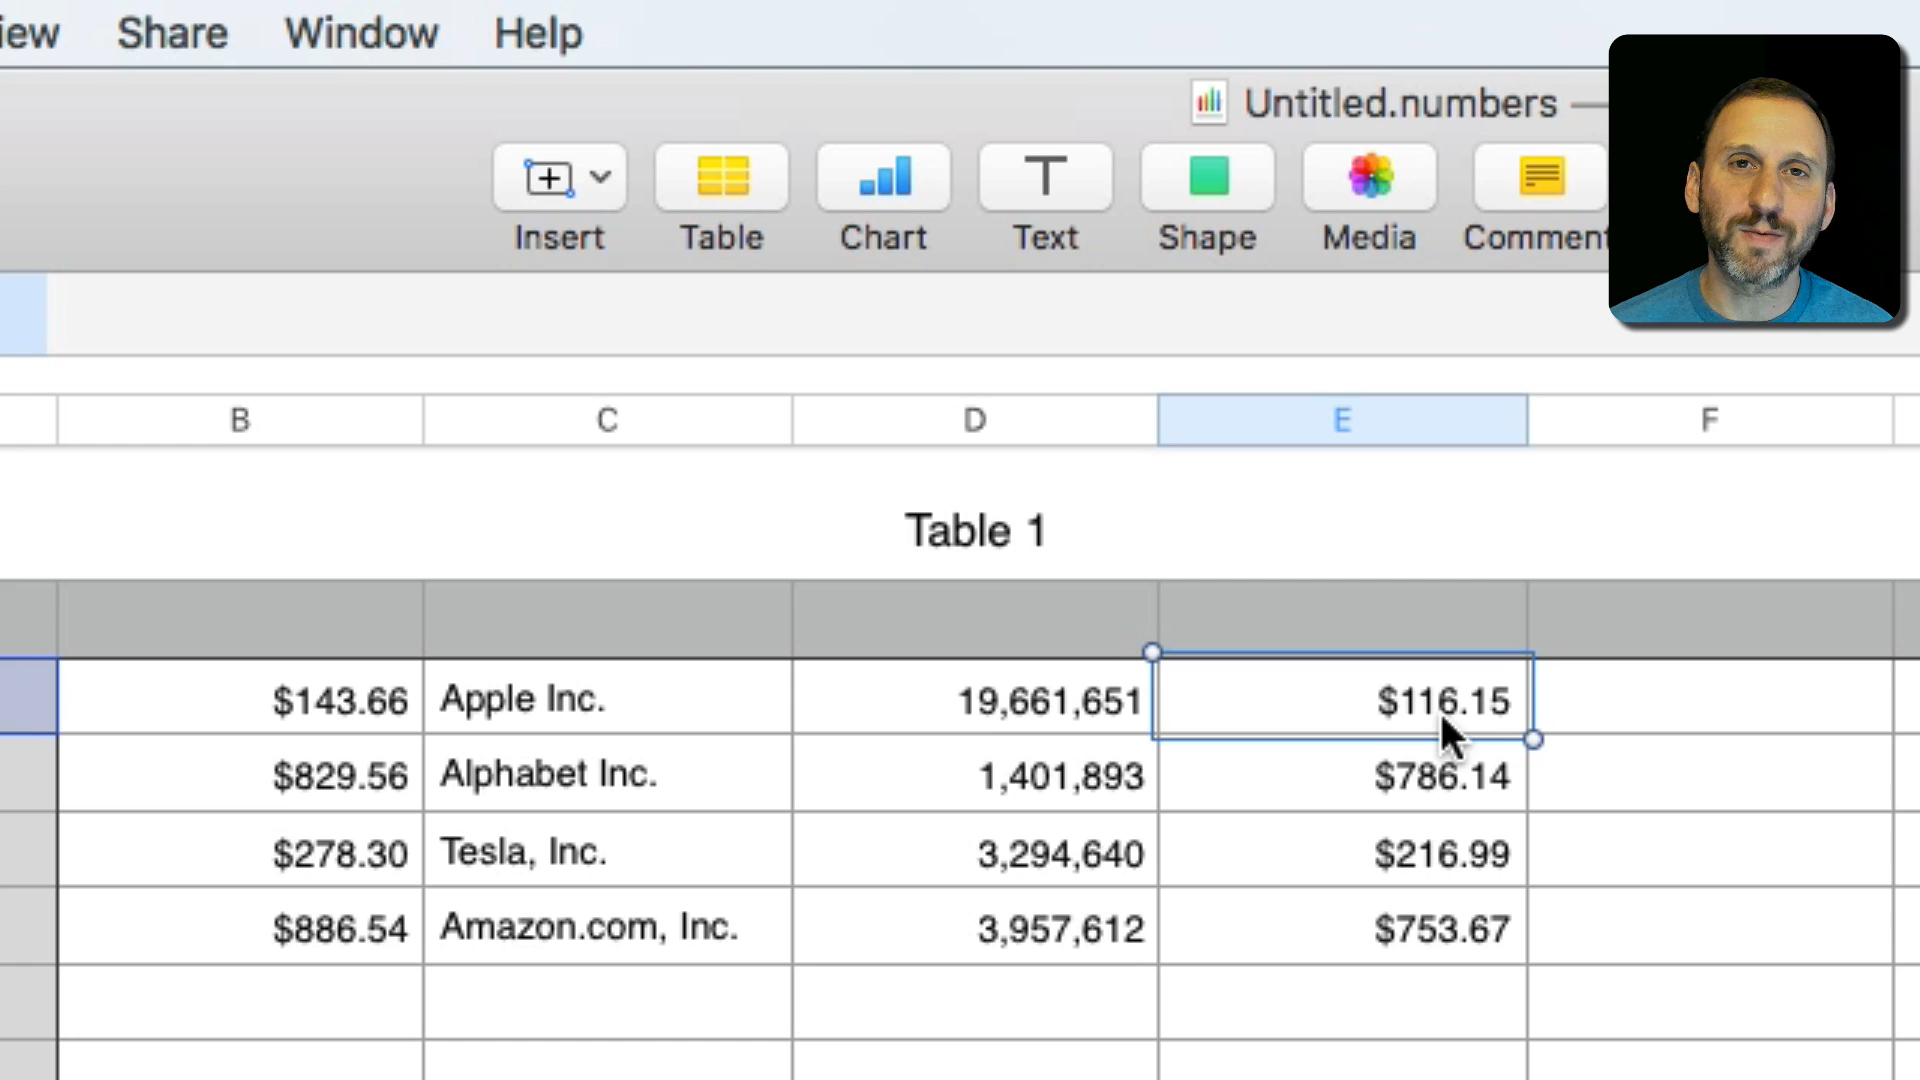 iew Share Window Help
Untitled.numbers —
Insert Table Chart Text Shape Media Comment
B C D E F
Table 1
$143.66 Apple Inc. 19,661,651 $116.15
$829.56 Alphabet Inc. 1,401,893 $786.14
$278.30 Tesla, Inc. 3,294,640 $216.99
$886.54 Amazon.com, Inc. 3,957,612 $753.67